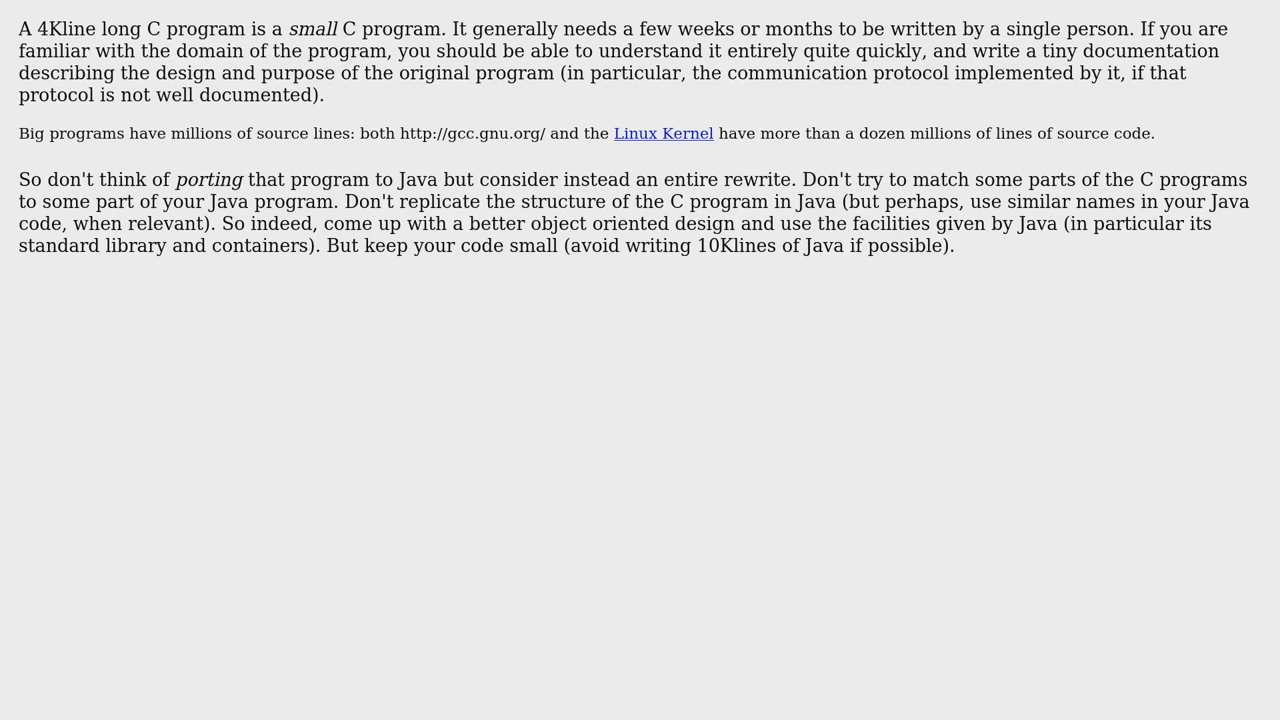 A 4Kline long C program is a small C program. It generally needs a few weeks or months to be written by a single person. If you are
familiar with the domain of the program, you should be able to understand it entirely quite quickly, and write a tiny documentation
describing the design and purpose of the original program (in particular, the communication protocol implemented by it, if that
protocol is not well documented).
Big programs have millions of source lines: both http://gcc.gnu.org/ and the Linux Kernel have more than a dozen millions of lines of source code.
So don't think of porting that program to Java but consider instead an entire rewrite. Don't try to match some parts of the C programs
to some part of your Java program. Don't replicate the structure of the C program in Java (but perhaps, use similar names in your Java
code, when relevant). So indeed, come up with a better object oriented design and use the facilities given by Java (in particular its
standard library and containers). But keep your code small (avoid writing 10Klines of Java if possible).